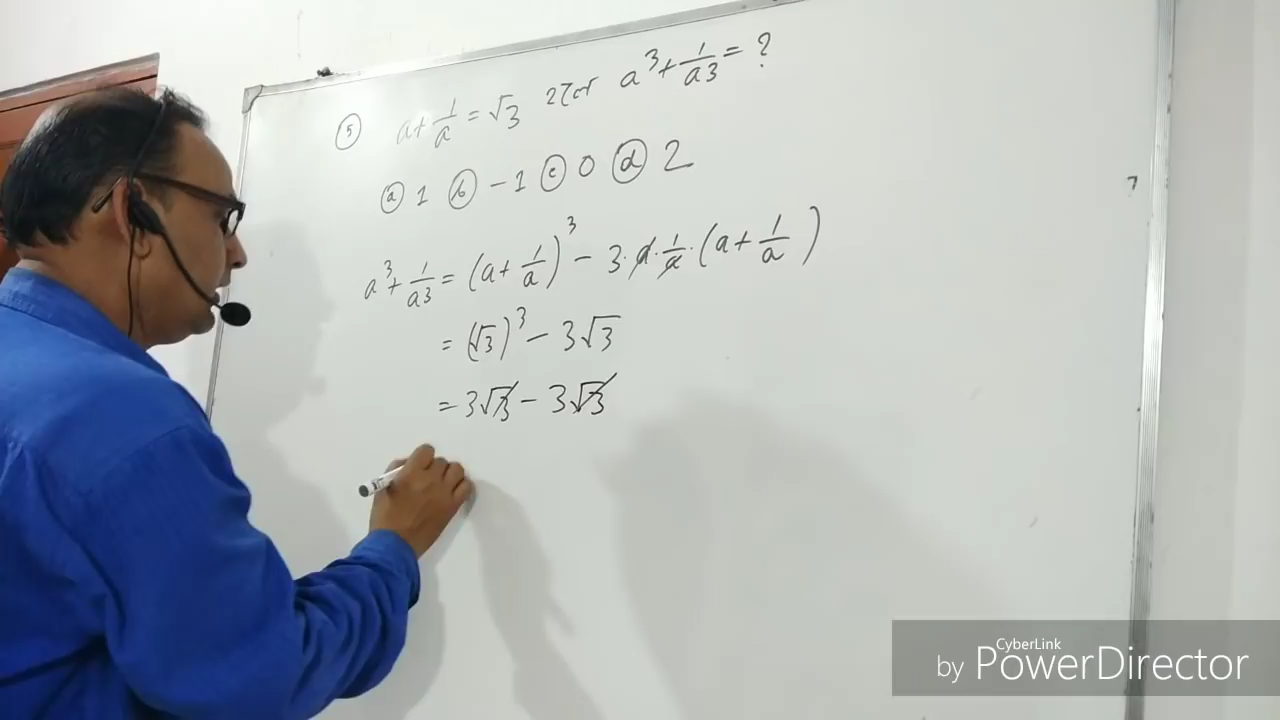 ⑤ a + 1/a = √3 হলে a³ + 1/a3 = ?
ⓐ 1 ⓑ -1 ⓒ 0 ⓓ 2
a³ + 1/a3 = (a + 1/a)³ - 3·a·1/a·(a + 1/a)
= (√3)³ - 3√3
= 3√3 - 3√3
CyberLink
by PowerDirector